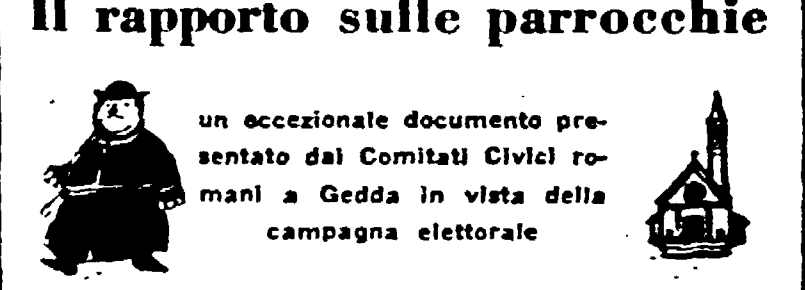 Il rapporto sulle parrocchie
un eccezionale documento pre-
sentato dai Comitati Civici ro-
mani a Gedda in vista della
campagna elettorale